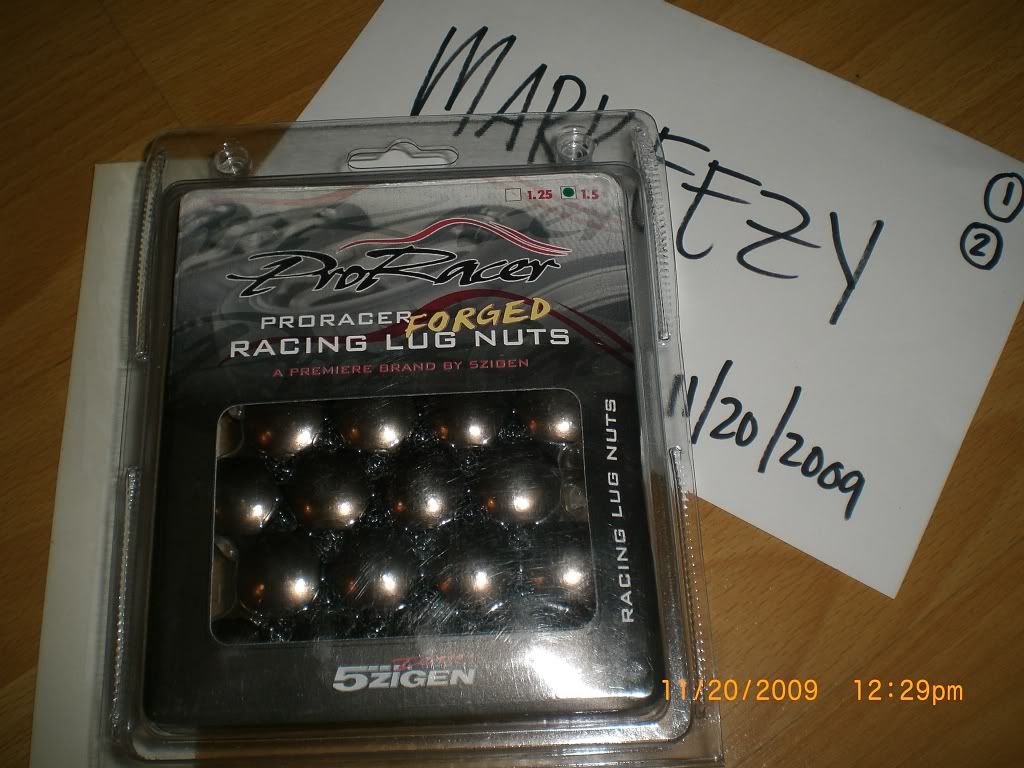 1
2
EEZY
11/20/2009
1.25 1.5
ProRacer
PRORACER FORGED
RACING LUG NUTS
A PREMIERE BRAND BY 5ZIGEN
RACING LUG NUTS
5ZIGEN
11/20/2009 12:29pm